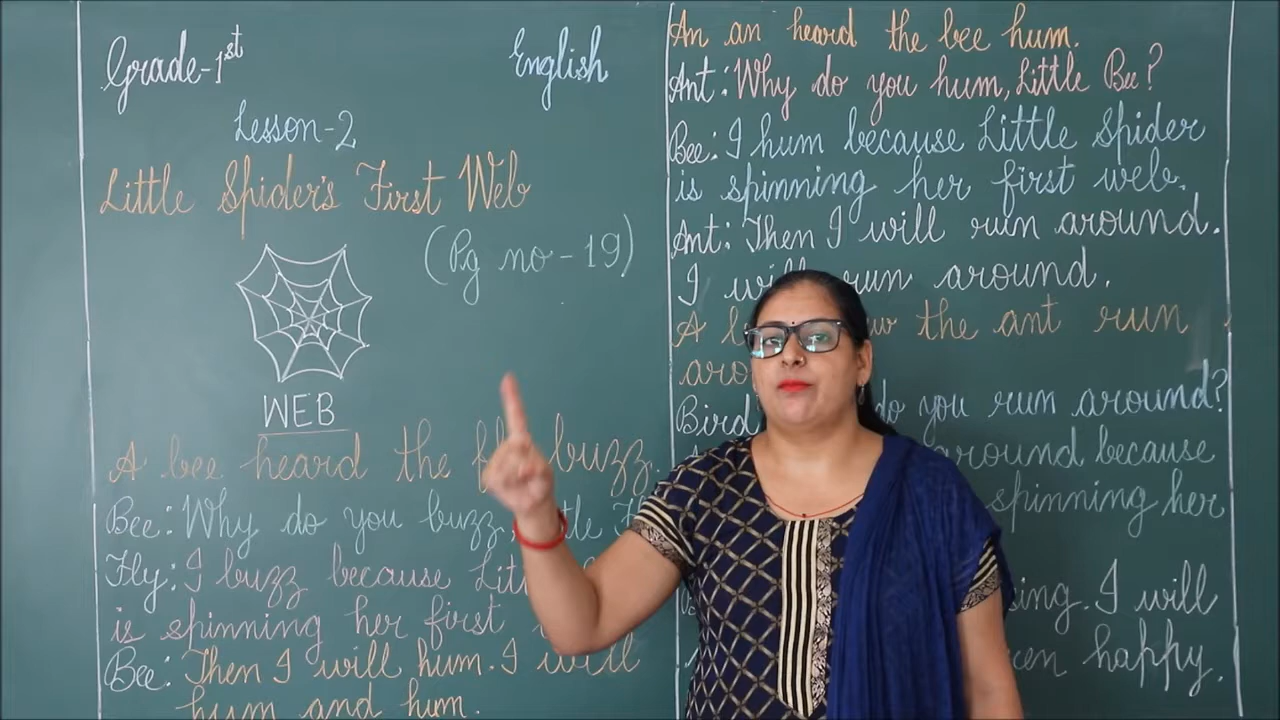 Grade-1st
English
Lesson-2
Little Spider's First Web
(Pg no-19)
WEB
A bee heard the buzz.
Bee: Why do you buzz,
Fly: I buzz because
is spinning her first
Bee: Then I will hum. I will
hum and hum.
An an heard the bee hum.
Ant: Why do you hum, Little Bee?
Bee: I hum because Little Spider
is spinning her first web.
Ant: Then I will run around.
I will run around.
A the ant run
Bird do you run around?
around because
spinning her
sing. I will
happy.